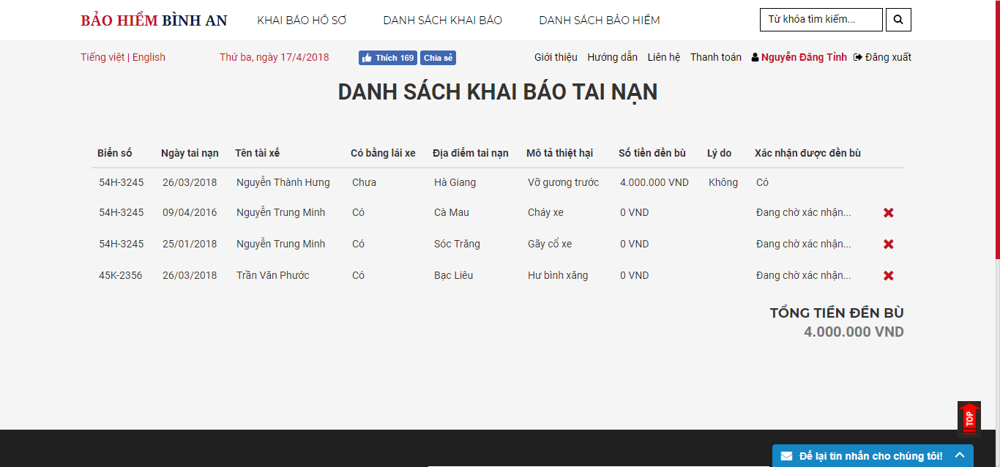 BẢO HIỂM BÌNH AN KHAI BÁO HỒ SƠ DANH SÁCH KHAI BÁO DANH SÁCH BẢO HIỂM Từ khóa tìm kiếm...
Tiếng việt | English Thứ ba, ngày 17/4/2018 Thích 169 Chia sẻ Giới thiệu Hướng dẫn Liên hệ Thanh toán Nguyễn Đăng Tỉnh Đăng xuất
DANH SÁCH KHAI BÁO TAI NẠN
Biển số Ngày tai nạn Tên tài xế Có bằng lái xe Địa điểm tai nạn Mô tả thiệt hại Số tiền đền bù Lý do Xác nhận được đền bù
54H-3245 26/03/2018 Nguyễn Thành Hưng Chưa Hà Giang Vỡ gương trước 4.000.000 VND Không Có
54H-3245 09/04/2016 Nguyễn Trung Minh Có Cà Mau Cháy xe 0 VND Đang chờ xác nhận...
54H-3245 25/01/2018 Nguyễn Trung Minh Có Sóc Trăng Gãy cổ xe 0 VND Đang chờ xác nhận...
45K-2356 26/03/2018 Trần Văn Phước Có Bạc Liêu Hư bình xăng 0 VND Đang chờ xác nhận...
TỔNG TIỀN ĐỀN BÙ
4.000.000 VND
TOP
Để lại tin nhắn cho chúng tôi!